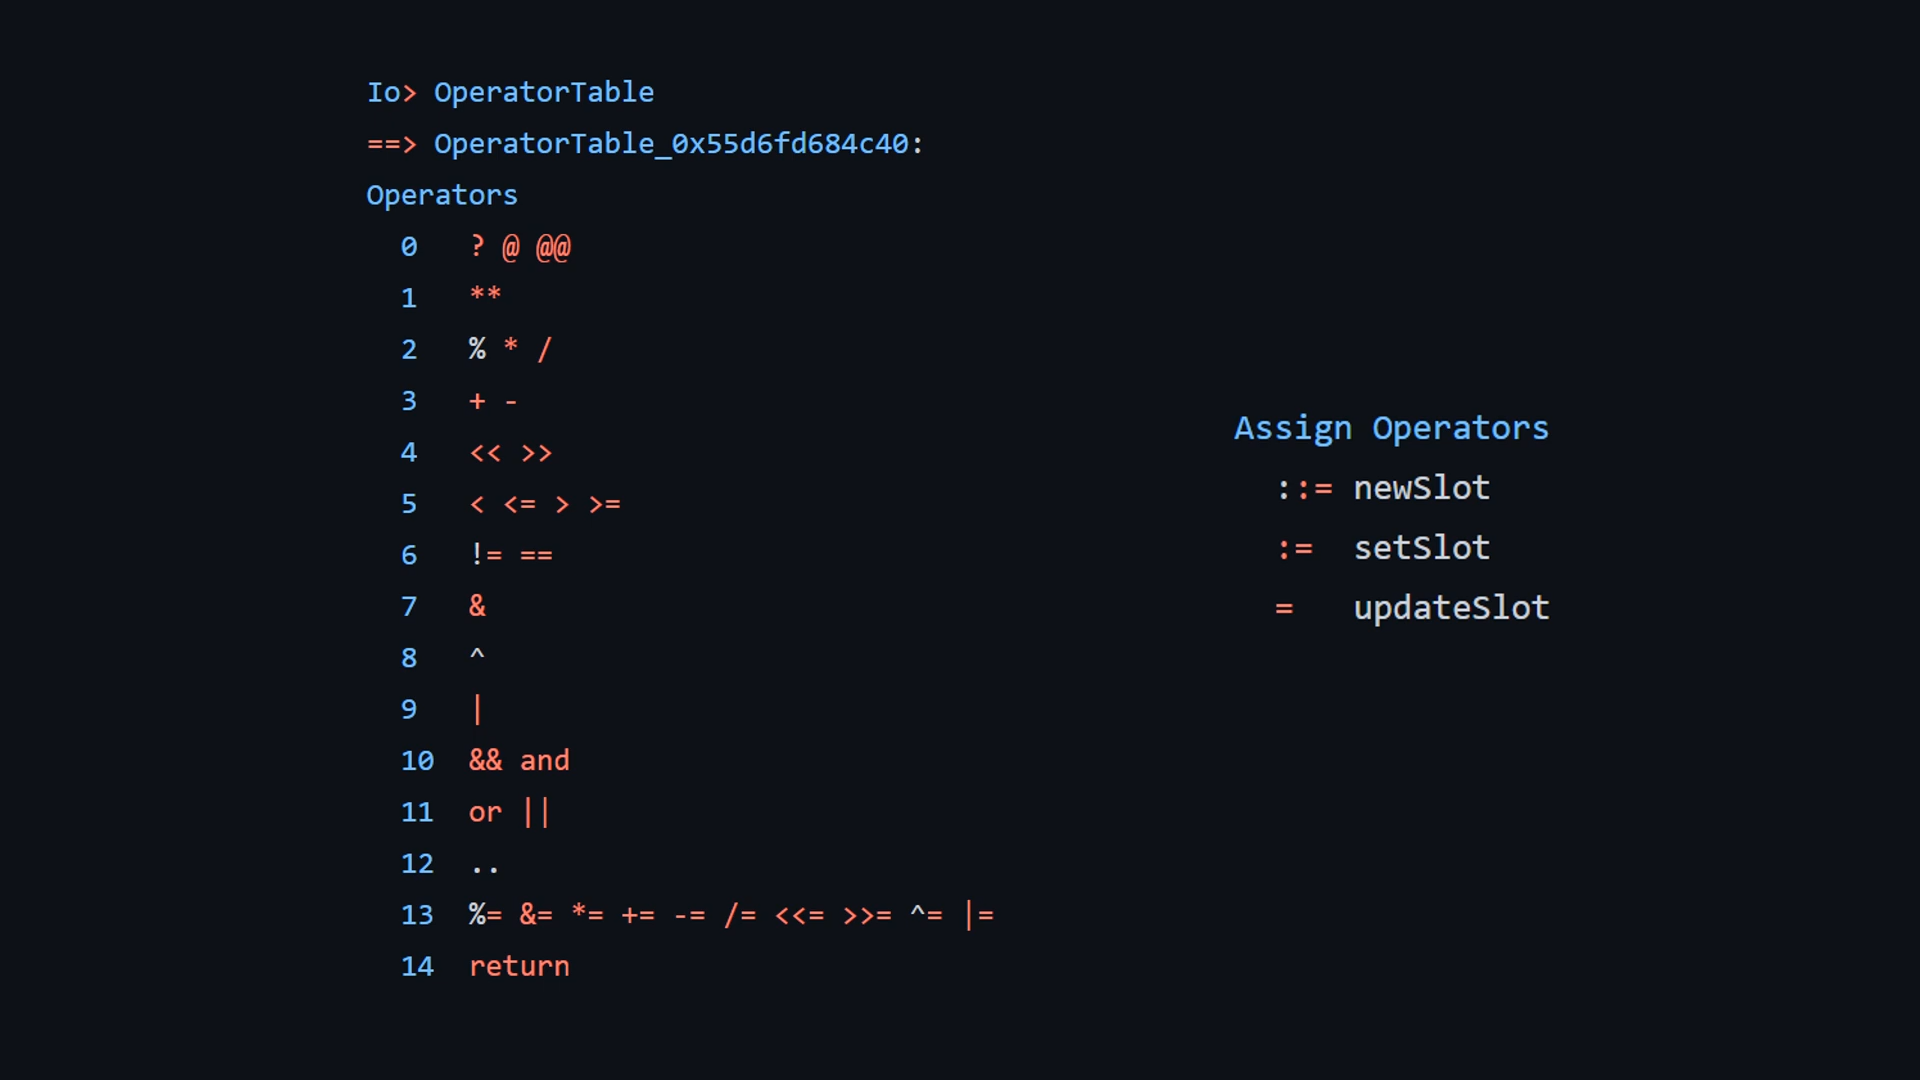 Io> OperatorTable
==> OperatorTable_0x55d6fd684c40:
Operators
0 ? @ @@
1 **
2 % * /
3 + -
4 << >>
5 < <= > >=
6 != ==
7 &
8 ^
9 |
10 && and
11 or ||
12 ..
13 %= &= *= += -= /= <<= >>= ^= |=
14 return
Assign Operators
::= newSlot
:= setSlot
= updateSlot